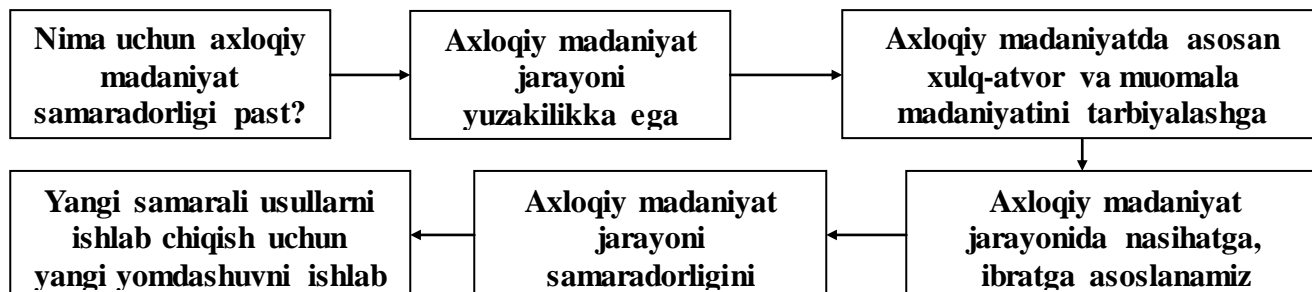 Nima uchun axloqiy
madaniyat
samaradorligi past?
Axloqiy madaniyat
jarayoni
yuzakilikka ega
Axloqiy madaniyatda asosan
xulq-atvor va muomala
madaniyatini tarbiyalashga
Axloqiy madaniyat
jarayonida nasihatga,
ibratga asoslanamiz
Axloqiy madaniyat
jarayoni
samaradorligini
Yangi samarali usullarni
ishlab chiqish uchun
yangi yomdashuvni ishlab